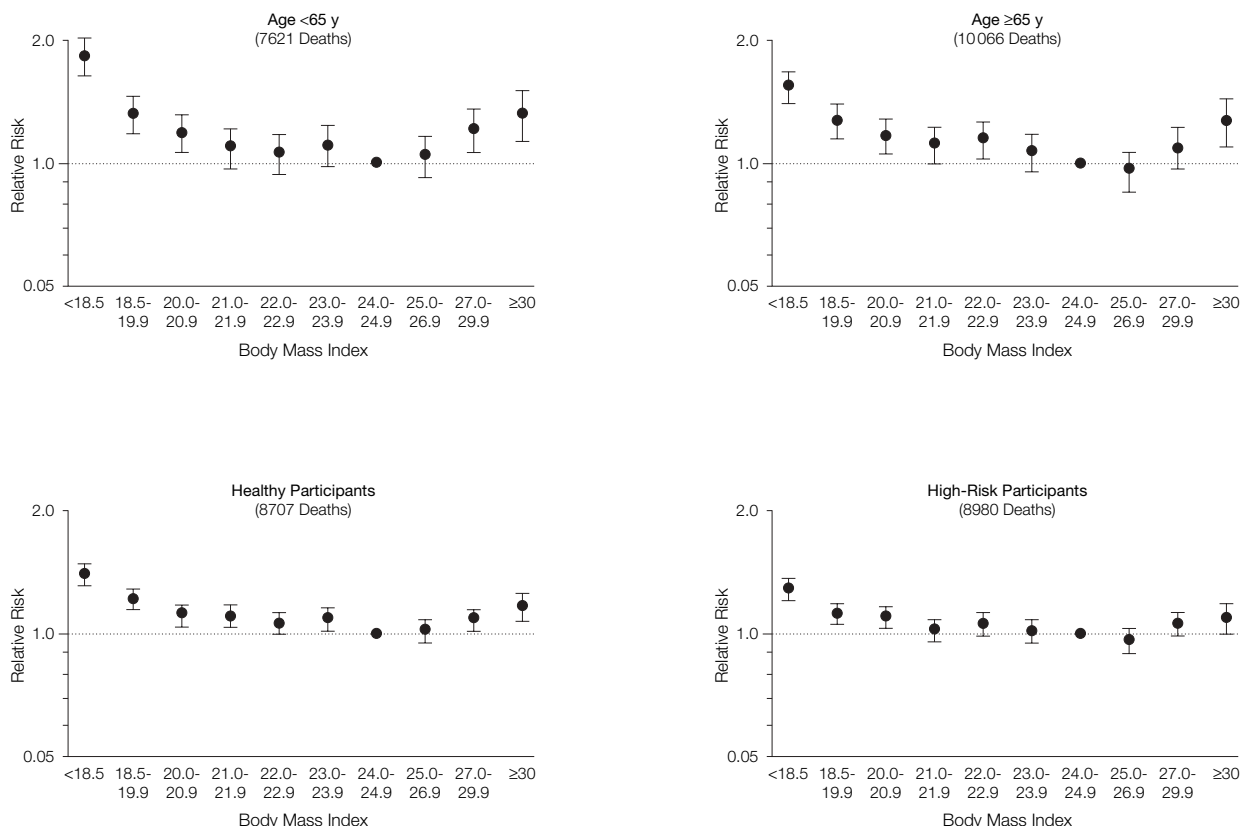 Age <65 y
(7621 Deaths)
2.0
1.0
0.05
Relative Risk
<18.5 18.5- 20.0- 21.0- 22.0- 23.0- 24.0- 25.0- 27.0- ≥30
19.9 20.9 21.9 22.9 23.9 24.9 26.9 29.9
Body Mass Index
Age ≥65 y
(10 066 Deaths)
2.0
1.0
0.05
Relative Risk
<18.5 18.5- 20.0- 21.0- 22.0- 23.0- 24.0- 25.0- 27.0- ≥30
19.9 20.9 21.9 22.9 23.9 24.9 26.9 29.9
Body Mass Index
Healthy Participants
(8707 Deaths)
2.0
1.0
0.05
Relative Risk
<18.5 18.5- 20.0- 21.0- 22.0- 23.0- 24.0- 25.0- 27.0- ≥30
19.9 20.9 21.9 22.9 23.9 24.9 26.9 29.9
Body Mass Index
High-Risk Participants
(8980 Deaths)
2.0
1.0
0.05
Relative Risk
<18.5 18.5- 20.0- 21.0- 22.0- 23.0- 24.0- 25.0- 27.0- ≥30
19.9 20.9 21.9 22.9 23.9 24.9 26.9 29.9
Body Mass Index